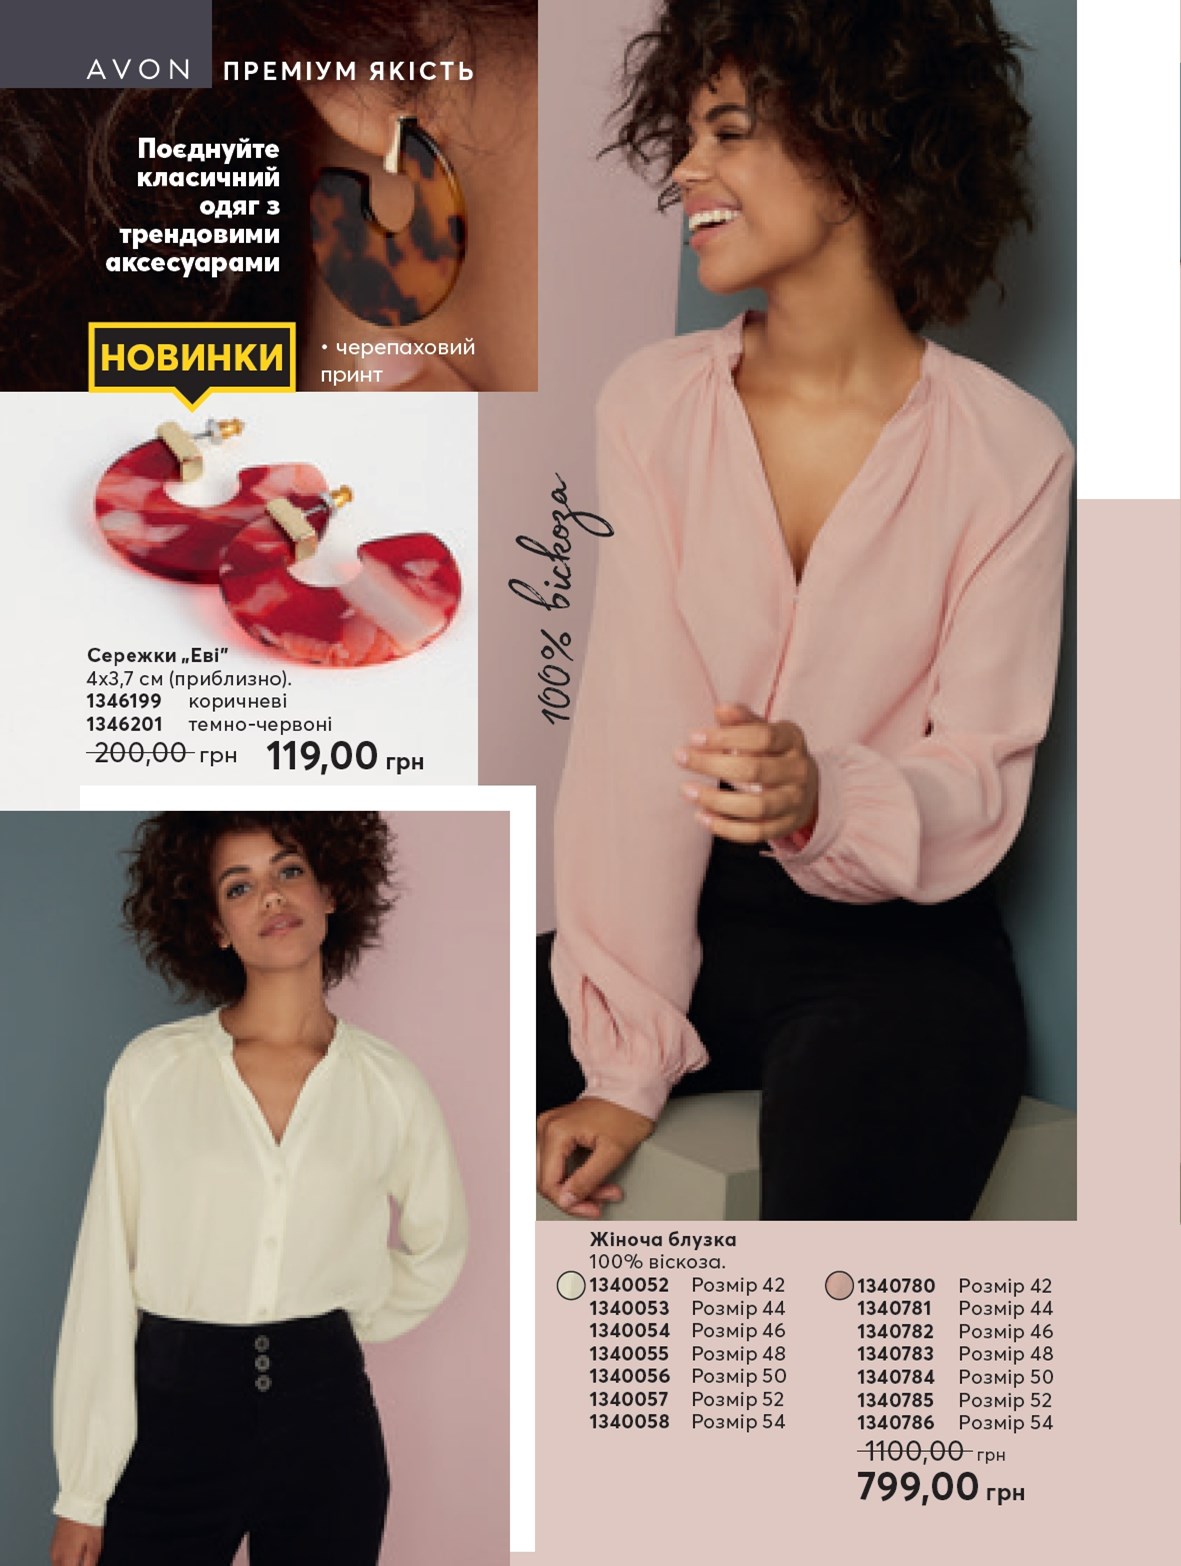 AVON ПРЕМІУМ ЯКІСТЬ
Поєднуйте
класичний
одяг з
трендовими
аксесуарами
НОВИНКИ
• черепаховий
принт
100% віскоза
Сережки „Еві”
4х3,7 см (приблизно).
1346199 коричневі
1346201 темно-червоні
200,00 грн 119,00 грн
Жіноча блузка
100% віскоза.
1340052 Розмір 42
1340053 Розмір 44
1340054 Розмір 46
1340055 Розмір 48
1340056 Розмір 50
1340057 Розмір 52
1340058 Розмір 54
1340780 Розмір 42
1340781 Розмір 44
1340782 Розмір 46
1340783 Розмір 48
1340784 Розмір 50
1340785 Розмір 52
1340786 Розмір 54
1100,00 грн
799,00 грн